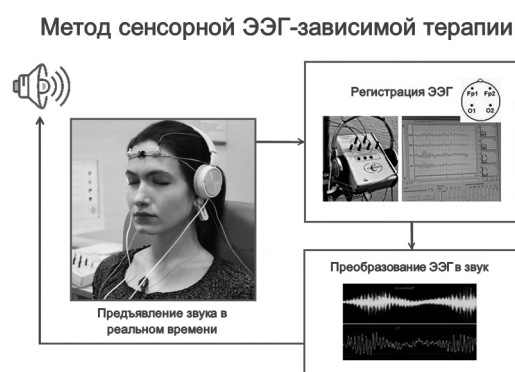 Метод сенсорной ЭЭГ-зависимой терапии
Регистрация ЭЭГ
Fp1 Fp2
O1 O2
Преобразование ЭЭГ в звук
Предъявление звука в
реальном времени